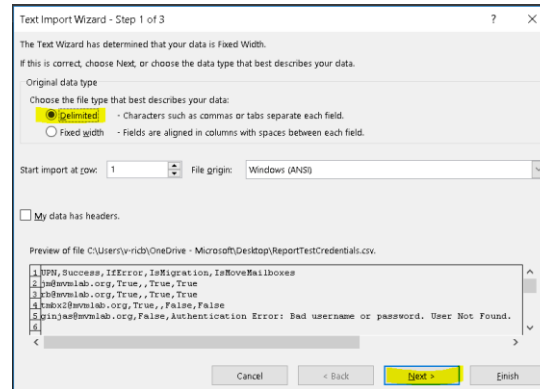 Text Import Wizard - Step 1 of 3
The Text Wizard has determined that your data is Fixed Width.
If this is correct, choose Next, or choose the data type that best describes your data.
Original data type
Choose the file type that best describes your data:
Delimited - Characters such as commas or tabs separate each field.
Fixed width - Fields are aligned in columns with spaces between each field.
Start import at row: 1 File origin: Windows (ANSI)
My data has headers.
Preview of file C:\Users\v-ricb\OneDrive - Microsoft\Desktop\ReportTestCredentials.csv.
1 UPN,Success,IfError,IsMigration,IsMoveMailboxes
2 jm@mvmlab.org,True,,True,True
3 rb@mvmlab.org,True,,True,True
4 tmbx2@mvmlab.org,True,,False,False
5 ginjas@mvmlab.org,False,Authentication Error: Bad username or password. User Not Found.
6
Cancel < Back Next > Finish